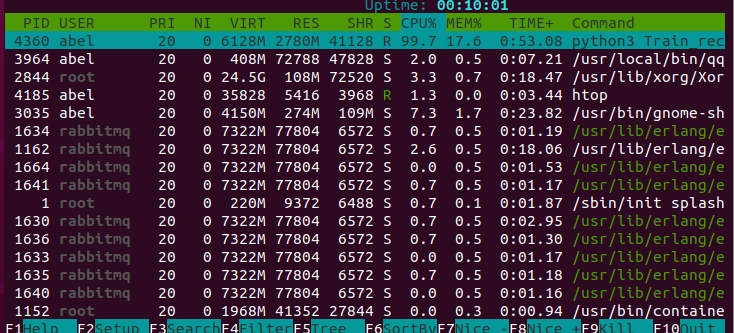 Uptime: 00:10:01
PID USER PRI NI VIRT RES SHR S CPU% MEM% TIME+ Command
4360 abel 20 0 6128M 2780M 41128 R 99.7 17.6 0:53.08 python3 Train_rec
3964 abel 20 0 408M 72788 47828 S 2.0 0.5 0:07.21 /usr/local/bin/qq
2844 root 20 0 24.5G 108M 72520 S 3.3 0.7 0:18.47 /usr/lib/xorg/Xor
4185 abel 20 0 35828 5416 3968 R 1.3 0.0 0:03.44 htop
3035 abel 20 0 4150M 274M 109M S 7.3 1.7 0:23.82 /usr/bin/gnome-sh
1634 rabbitmq 20 0 7322M 77804 6572 S 0.7 0.5 0:01.19 /usr/lib/erlang/e
1162 rabbitmq 20 0 7322M 77804 6572 S 2.6 0.5 0:18.06 /usr/lib/erlang/e
1664 rabbitmq 20 0 7322M 77804 6572 S 0.0 0.5 0:01.53 /usr/lib/erlang/e
1641 rabbitmq 20 0 7322M 77804 6572 S 0.7 0.5 0:01.17 /usr/lib/erlang/e
1 root 20 0 220M 9372 6488 S 0.7 0.1 0:01.87 /sbin/init splash
1630 rabbitmq 20 0 7322M 77804 6572 S 0.7 0.5 0:02.95 /usr/lib/erlang/e
1636 rabbitmq 20 0 7322M 77804 6572 S 0.7 0.5 0:01.30 /usr/lib/erlang/e
1633 rabbitmq 20 0 7322M 77804 6572 S 0.0 0.5 0:01.17 /usr/lib/erlang/e
1635 rabbitmq 20 0 7322M 77804 6572 S 0.7 0.5 0:01.18 /usr/lib/erlang/e
1640 rabbitmq 20 0 7322M 77804 6572 S 0.0 0.5 0:01.16 /usr/lib/erlang/e
1152 root 20 0 1968M 41352 27844 S 0.0 0.3 0:00.94 /usr/bin/containe
F1Help F2Setup F3Search F4Filter F5Tree F6SortBy F7Nice - F8Nice + F9Kill F10Quit